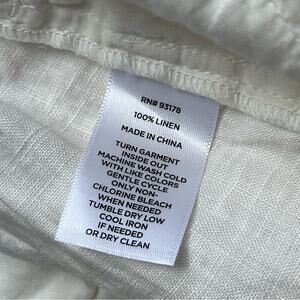 RN# 93178
100% LINEN
MADE IN CHINA
TURN GARMENT
INSIDE OUT
MACHINE WASH COLD
WITH LIKE COLORS
GENTLE CYCLE
ONLY NON-
CHLORINE BLEACH
WHEN NEEDED
TUMBLE DRY LOW
COOL IRON
IF NEEDED
OR DRY CLEAN